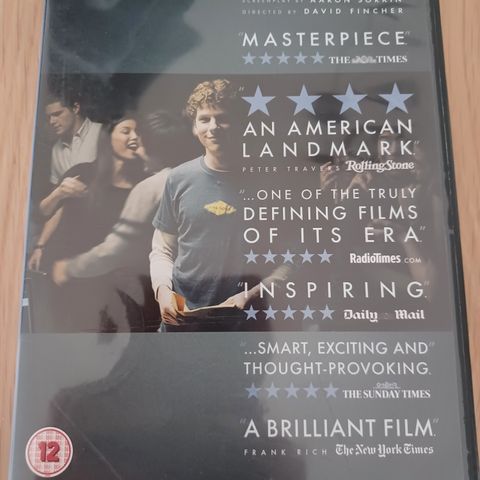 SCREENPLAY BY AARON SORKIN
DIRECTED BY DAVID FINCHER
"MASTERPIECE"
THE TIMES
"
AN AMERICAN
LANDMARK"
PETER TRAVERS RollingStone
"...ONE OF THE TRULY
DEFINING FILMS
OF ITS ERA"
RadioTimes.COM
"INSPIRING"
Daily Mail
"...SMART, EXCITING AND
THOUGHT-PROVOKING."
THE SUNDAY TIMES
"A BRILLIANT FILM"
FRANK RICH The New York Times
12